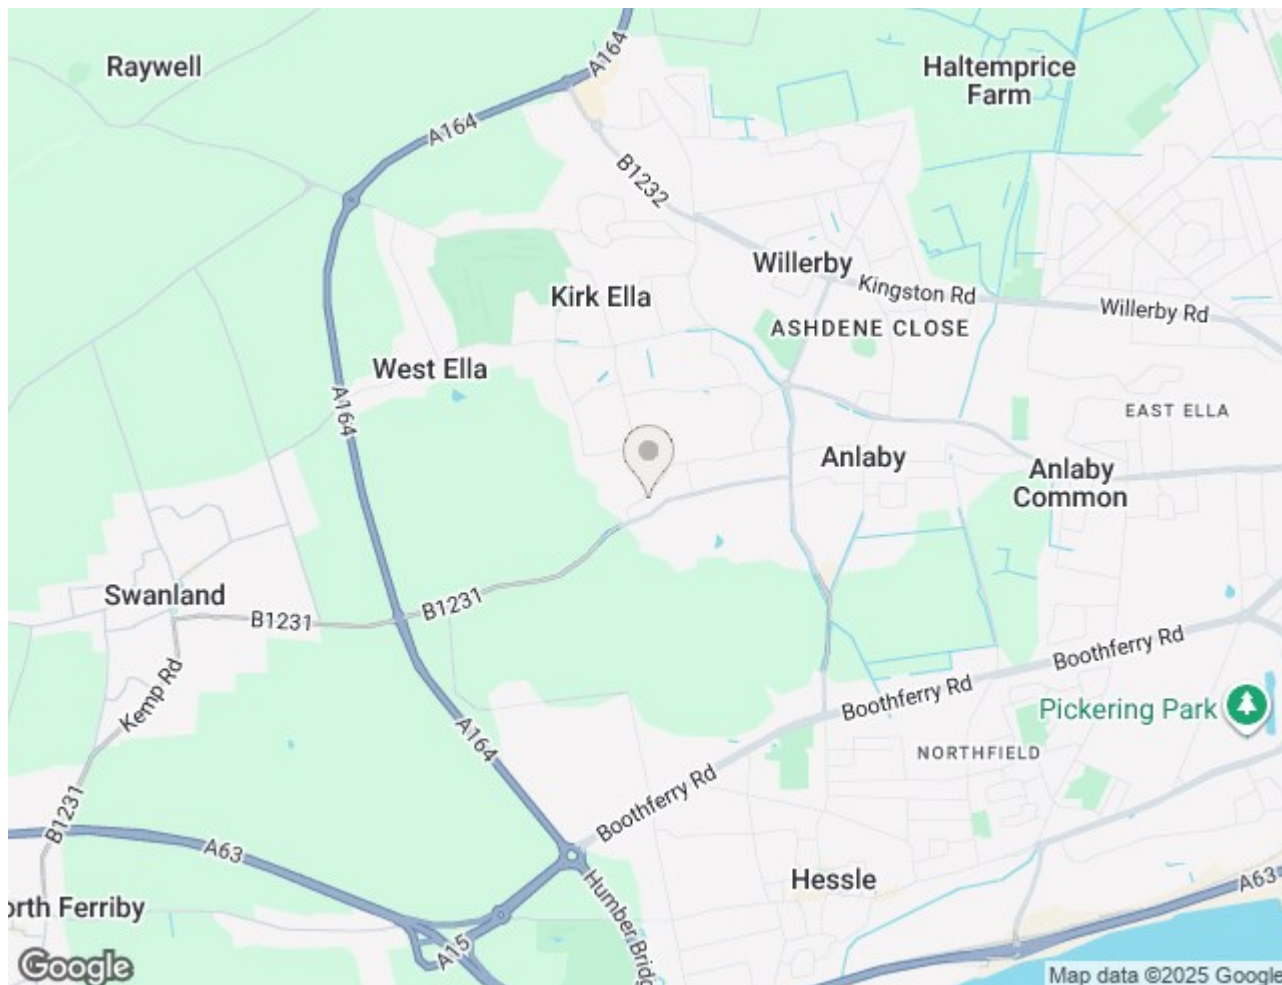 Raywell
A164
Haltemprice
Farm
A164
B1232
Willerby
Kirk Ella
Kingston Rd
Willerby Rd
ASHDENE CLOSE
West Ella
A164
EAST ELLA
Anlaby
Anlaby
Common
Swanland
B1231
B1231
Boothferry Rd
Kemp Rd
Boothferry Rd
Pickering Park
A164
NORTHFIELD
Boothferry Rd
B1231
A63
Hessle
A63
orth Ferriby
Humber Bridg
A15
Google
Map data ©2025 Google